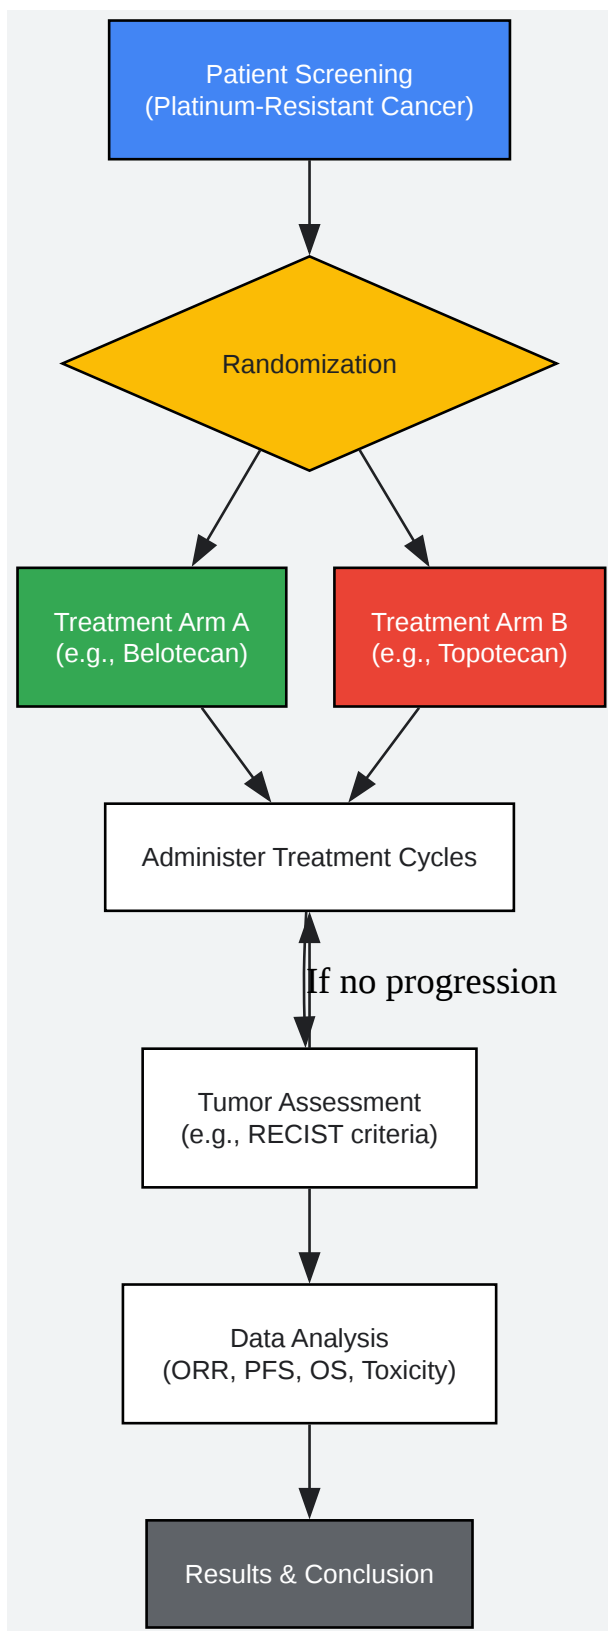 Patient Screening
(Platinum-Resistant Cancer)
Randomization
Treatment Arm A
(e.g., Belotecan)
Treatment Arm B
(e.g., Topotecan)
Administer Treatment Cycles
If no progression
Tumor Assessment
(e.g., RECIST criteria)
Data Analysis
(ORR, PFS, OS, Toxicity)
Results & Conclusion